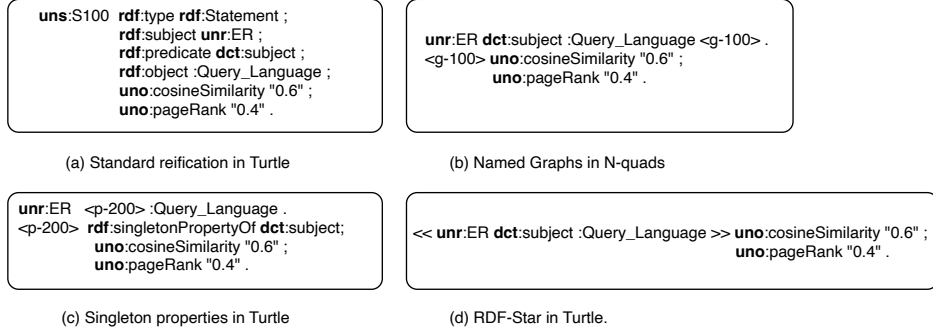 uns:S100 rdf:type rdf:Statement ;
rdf:subject unr:ER ;
rdf:predicate dct:subject ;
rdf:object :Query_Language ;
uno:cosineSimilarity "0.6" ;
uno:pageRank "0.4" .
(a) Standard reification in Turtle
unr:ER dct:subject :Query_Language <g-100> .
<g-100> uno:cosineSimilarity "0.6" ;
uno:pageRank "0.4" .
(b) Named Graphs in N-quads
unr:ER <p-200> :Query_Language .
<p-200> rdf:singletonPropertyOf dct:subject;
uno:cosineSimilarity "0.6" ;
uno:pageRank "0.4" .
(c) Singleton properties in Turtle
<< unr:ER dct:subject :Query_Language >> uno:cosineSimilarity "0.6" ;
uno:pageRank "0.4" .
(d) RDF-Star in Turtle.